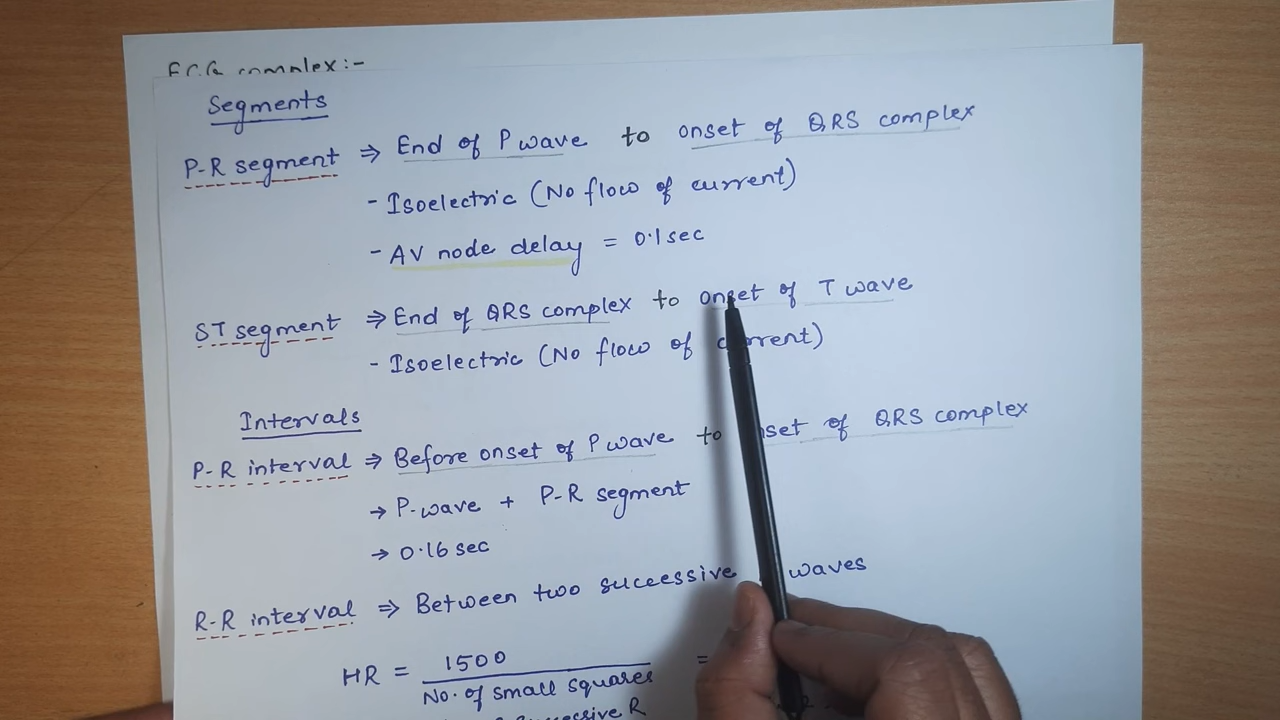 ECG complex:-
Segments
P-R segment ⇒ End of P wave to onset of QRS complex
- Isoelectric (No flow of current)
- AV node delay = 0.1 sec
ST segment ⇒ End of QRS complex to onset of T wave
- Isoelectric (No flow of
Intervals
P-R interval ⇒ Before onset of P wave to of QRS complex
→ P-wave + P-R segment
→ 0.16 sec
R-R interval ⇒ Between two successive waves
HR = 1500 =
No. of small squares
R